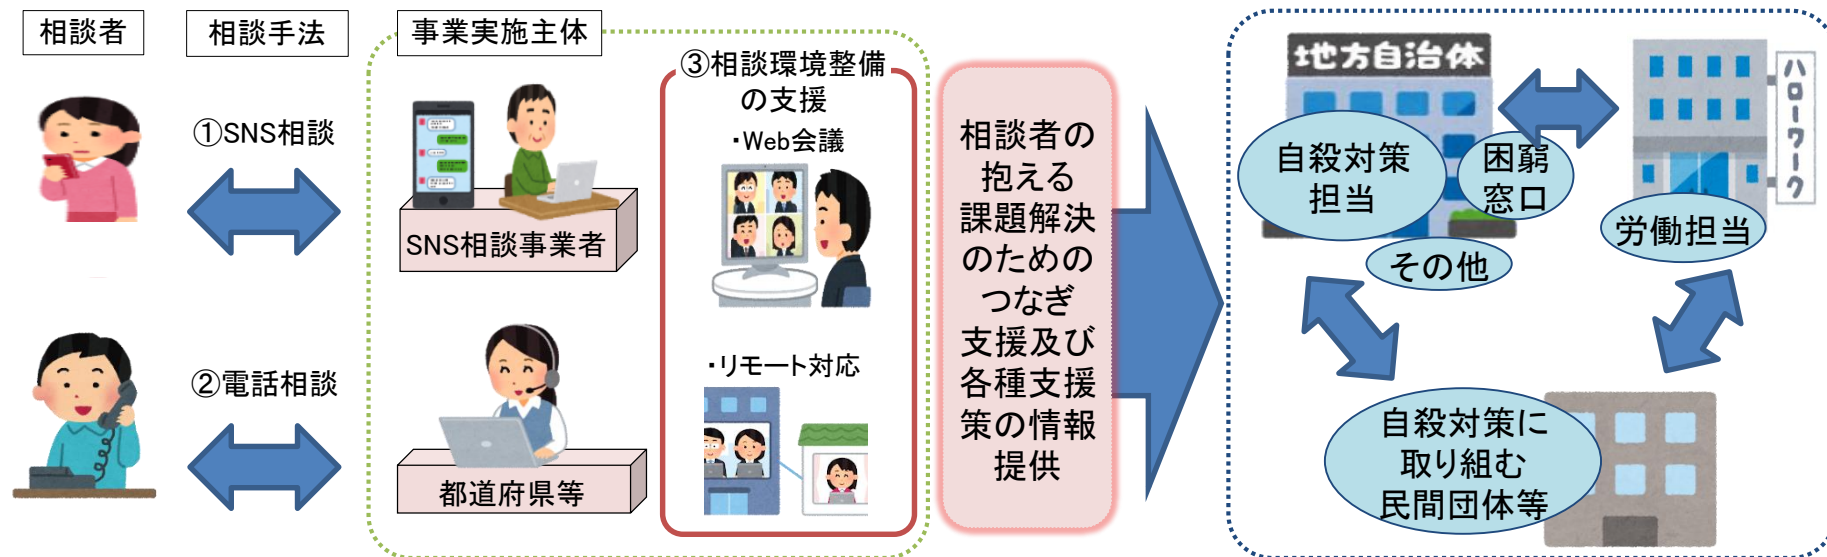 相談者
相談手法
事業実施主体
①SNS相談
②電話相談
SNS相談事業者
都道府県等
③相談環境整備
の支援
・Web会議
・リモート対応
相談者の
抱える
課題解決
のための
つなぎ
支援及び
各種支援
策の情報
提供
地方自治体
自殺対策
担当
困窮
窓口
その他
ハローワーク
労働担当
自殺対策に
取り組む
民間団体等